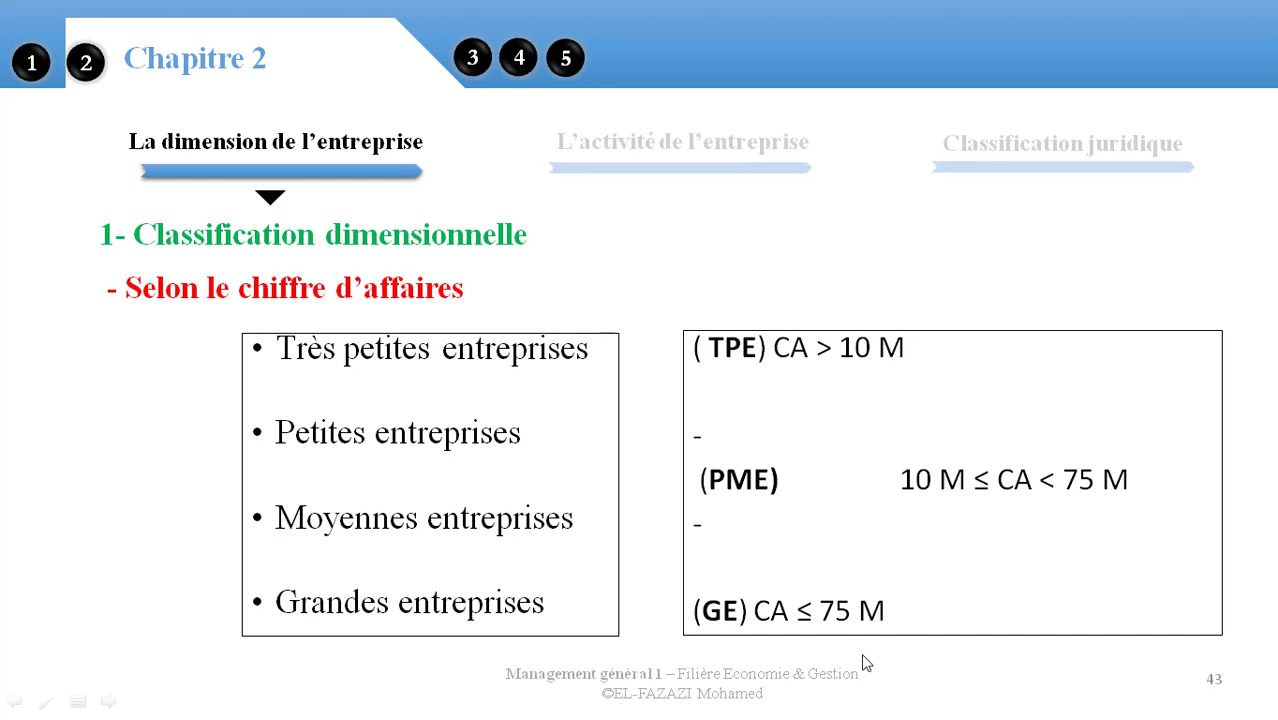 1 2 Chapitre 2 3 4 5
La dimension de l’entreprise
L’activité de l’entreprise
Classification juridique
1- Classification dimensionnelle
- Selon le chiffre d’affaires
• Très petites entreprises
• Petites entreprises
• Moyennes entreprises
• Grandes entreprises
( TPE) CA > 10 M
-
(PME) 10 M ≤ CA < 75 M
-
(GE) CA ≤ 75 M
Management général 1 – Filière Economie & Gestion
©EL-FAZAZI Mohamed
43